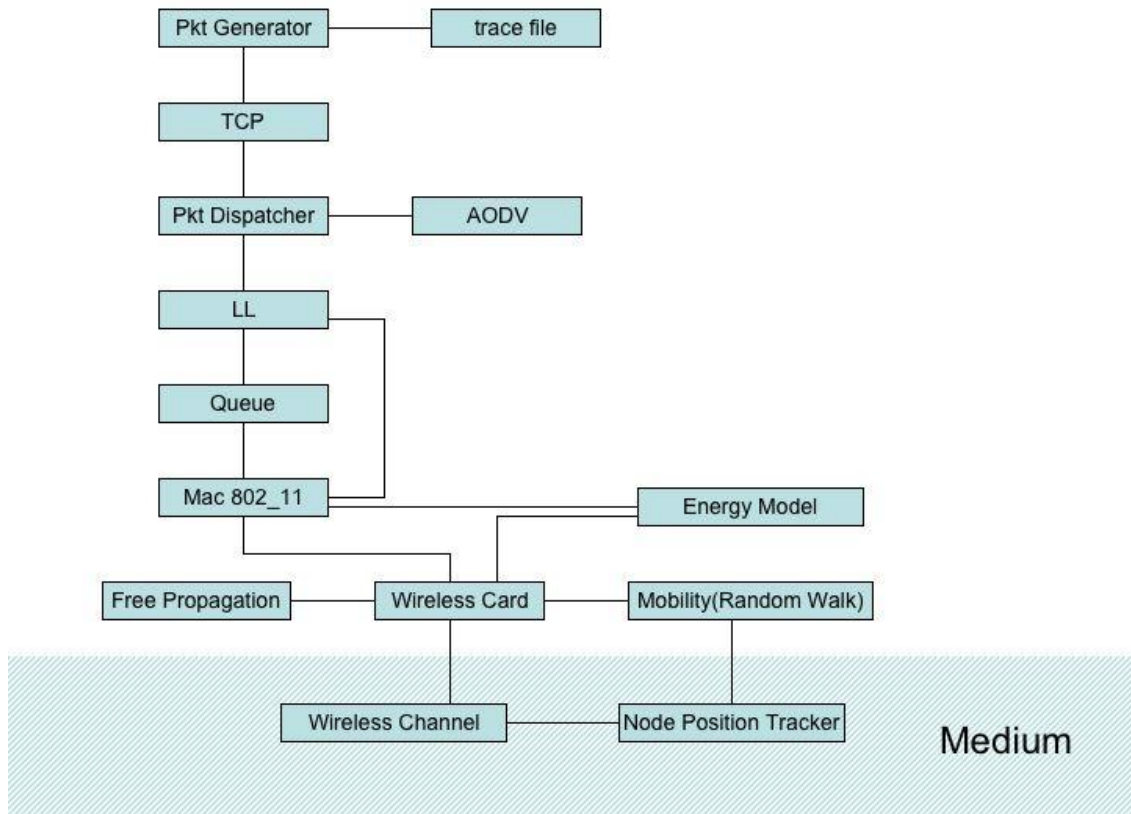 Pkt Generator
trace file
TCP
Pkt Dispatcher
AODV
LL
Queue
Mac 802_11
Energy Model
Free Propagation
Wireless Card
Mobility(Random Walk)
Wireless Channel
Node Position Tracker
Medium